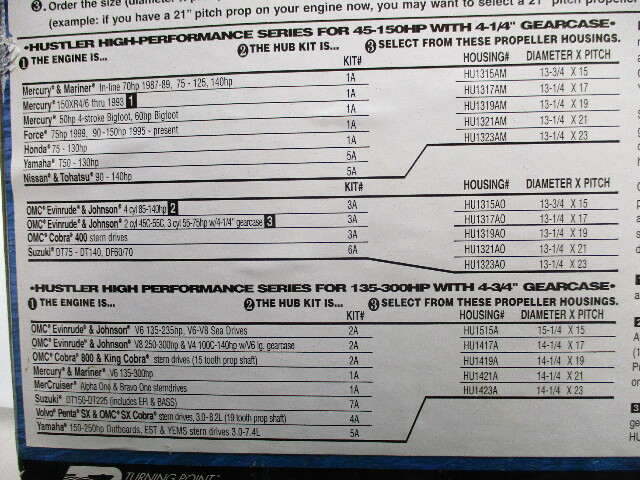 3. Order the size (diameter
(example: if you have a 21" pitch prop on your engine now, you may want to select a 21" pitch propeller
•HUSTLER HIGH-PERFORMANCE SERIES FOR 45-150HP WITH 4-1/4" GEARCASE•
1 THE ENGINE IS... 2 THE HUB KIT IS... 3 SELECT FROM THESE PROPELLER HOUSINGS.
KIT# HOUSING# DIAMETER X PITCH
Mercury® & Mariner® In-line 70hp 1987-89, 75 - 125, 140hp 1A HU1315AM 13-3/4 X 15
Mercury® 150XR4/6 thru 1993 1 1A HU1317AM 13-1/4 X 17
Mercury® 50hp 4-stroke Bigfoot, 60hp Bigfoot 1A HU1319AM 13-1/4 X 19
Force® 75hp 1999, 90-150hp 1995 - present 1A HU1321AM 13-1/4 X 21
Honda® 75 - 130hp 1A HU1323AM 13-1/4 X 23
Yamaha® T50 - 130hp 5A
Nissan® & Tohatsu® 90 - 140hp 5A
KIT# HOUSING# DIAMETER X PITCH
OMC® Evinrude® & Johnson® 4 cyl 85-140hp 2 3A HU1315AO 13-3/4 X 15
OMC® Evinrude® & Johnson® 2 cyl 45C-55C, 3 cyl 55-75hp w/4-1/4" gearcase 3 3A HU1317AO 13-1/4 X 17
OMC® Cobra® 400 stern drives 3A HU1319AO 13-1/4 X 19
Suzuki® DT75 - DT140, DF60/70 6A HU1321AO 13-1/4 X 21
HU1323AO 13-1/4 X 23
•HUSTLER HIGH PERFORMANCE SERIES FOR 135-300HP WITH 4-3/4" GEARCASE•
1 THE ENGINE IS... 2 THE HUB KIT IS... 3 SELECT FROM THESE PROPELLER HOUSINGS.
KIT# HOUSING# DIAMETER X PITCH
OMC® Evinrude® & Johnson® V6 135-235hp, V6-V8 Sea Drives 2A HU1515A 15-1/4 X 15
OMC® Evinrude® & Johnson® V8 250-300hp & V4 100C-140hp w/V6 lg. gearcase 2A HU1417A 14-1/4 X 17
OMC® Cobra® 800 & King Cobra® stern drives (15 tooth prop shaft) 2A HU1419A 14-1/4 X 19
Mercury® & Mariner® V6 135-300hp 1A HU1421A 14-1/4 X 21
MerCruiser® Alpha One & Bravo One sterndrives 1A HU1423A 14-1/4 X 23
Suzuki® DT150-DT225 (includes EFI & BASS) 7A
Volvo® Penta® SX & OMC® SX Cobra® stern drives, 3.0-8.2L (19 tooth prop shaft) 4A
Yamaha® 150-250hp Outboards, EST & YEMS stern drives 3.0-7.4L 5A
TURNING POINT